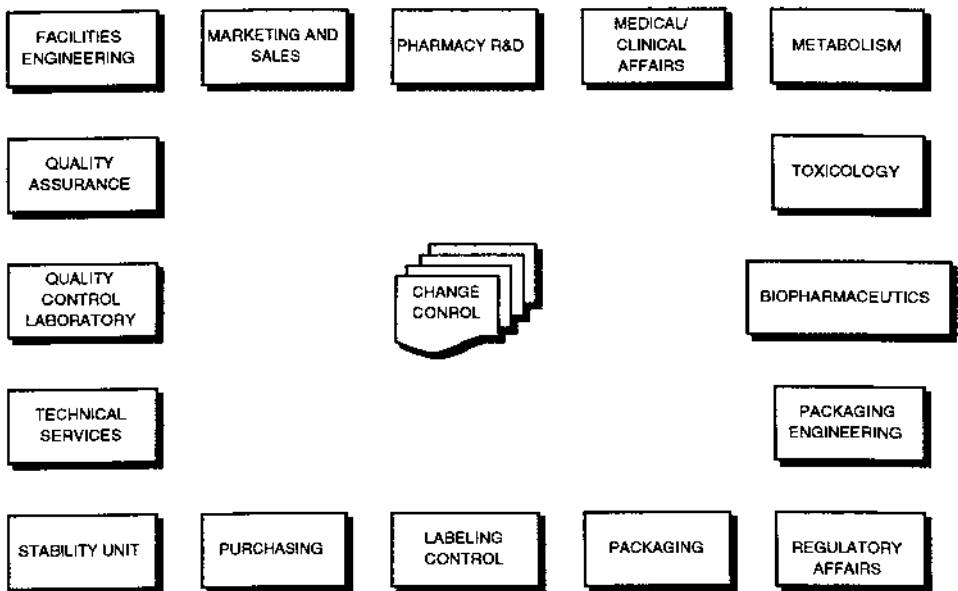 FACILITIES
ENGINEERING
MARKETING AND
SALES
PHARMACY R&D
MEDICAL/
CLINICAL
AFFAIRS
METABOLISM
QUALITY
ASSURANCE
TOXICOLOGY
QUALITY
CONTROL
LABORATORY
CHANGE
CONROL
BIOPHARMACEUTICS
TECHNICAL
SERVICES
PACKAGING
ENGINEERING
STABILITY UNIT
PURCHASING
LABELING
CONTROL
PACKAGING
REGULATORY
AFFAIRS